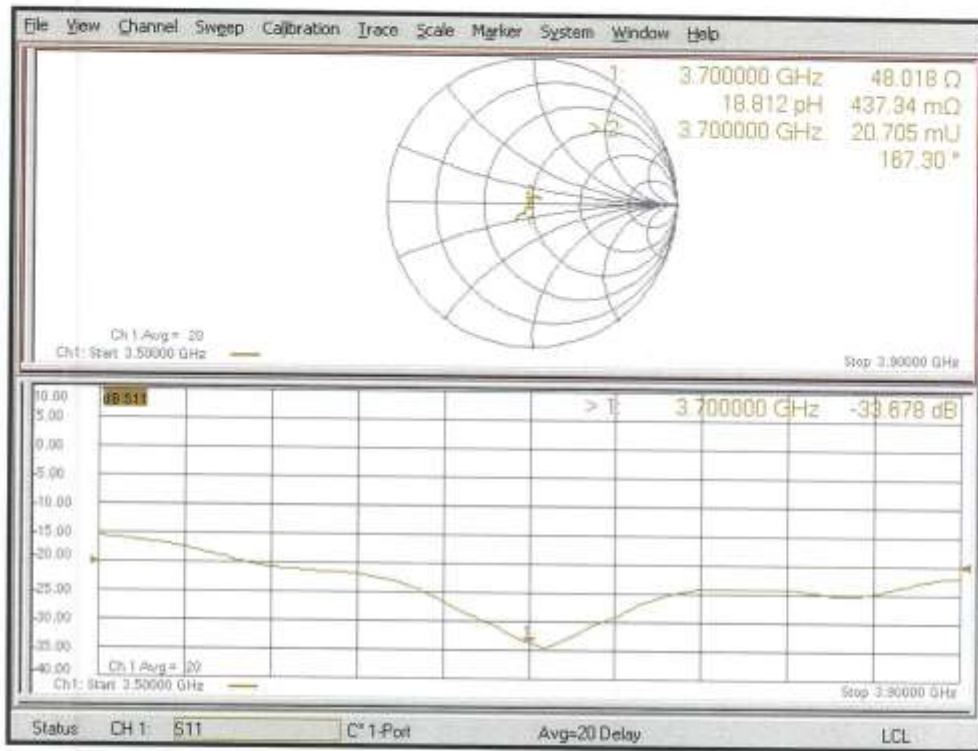 File View Channel Sweep Calibration Trace Scale Marker System Window Help
1: 3.700000 GHz 48.018 Ω
18.812 pH 437.34 mΩ
> 2: 3.700000 GHz 20.705 mU
167.30 °
Ch 1 Avg = 20
Ch1: Start 3.50000 GHz
Stop 3.90000 GHz
10.00
dB S11
> 1: 3.700000 GHz -33.678 dB
5.00
0.00
-5.00
-10.00
-15.00
-20.00
-25.00
-30.00
1
-35.00
-40.00
Ch 1 Avg = 20
Ch1: Start 3.50000 GHz
Stop 3.90000 GHz
Status CH 1: S11 C* 1-Port Avg=20 Delay LCL